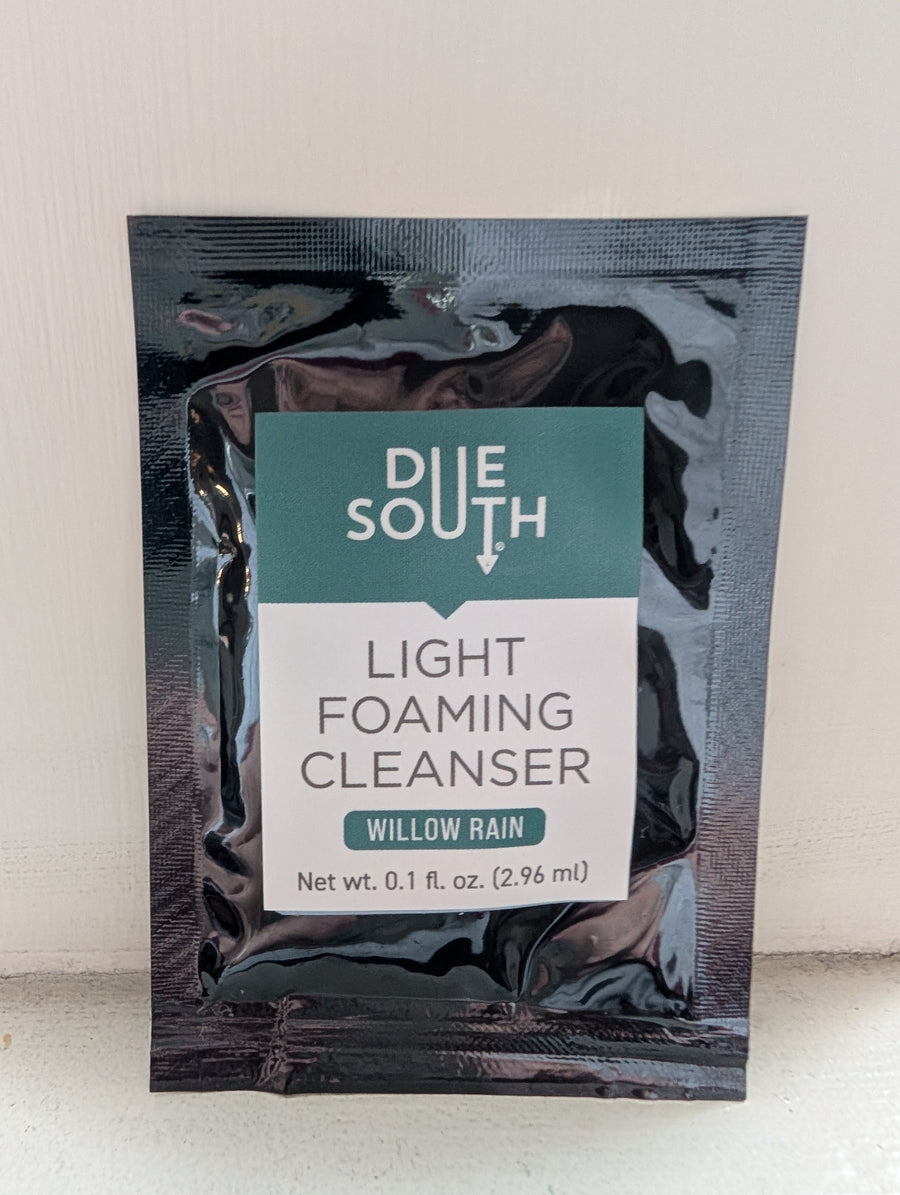 DUE
SOUTH®
LIGHT
FOAMING
CLEANSER
WILLOW RAIN
Net wt. 0.1 fl. oz. (2.96 ml)